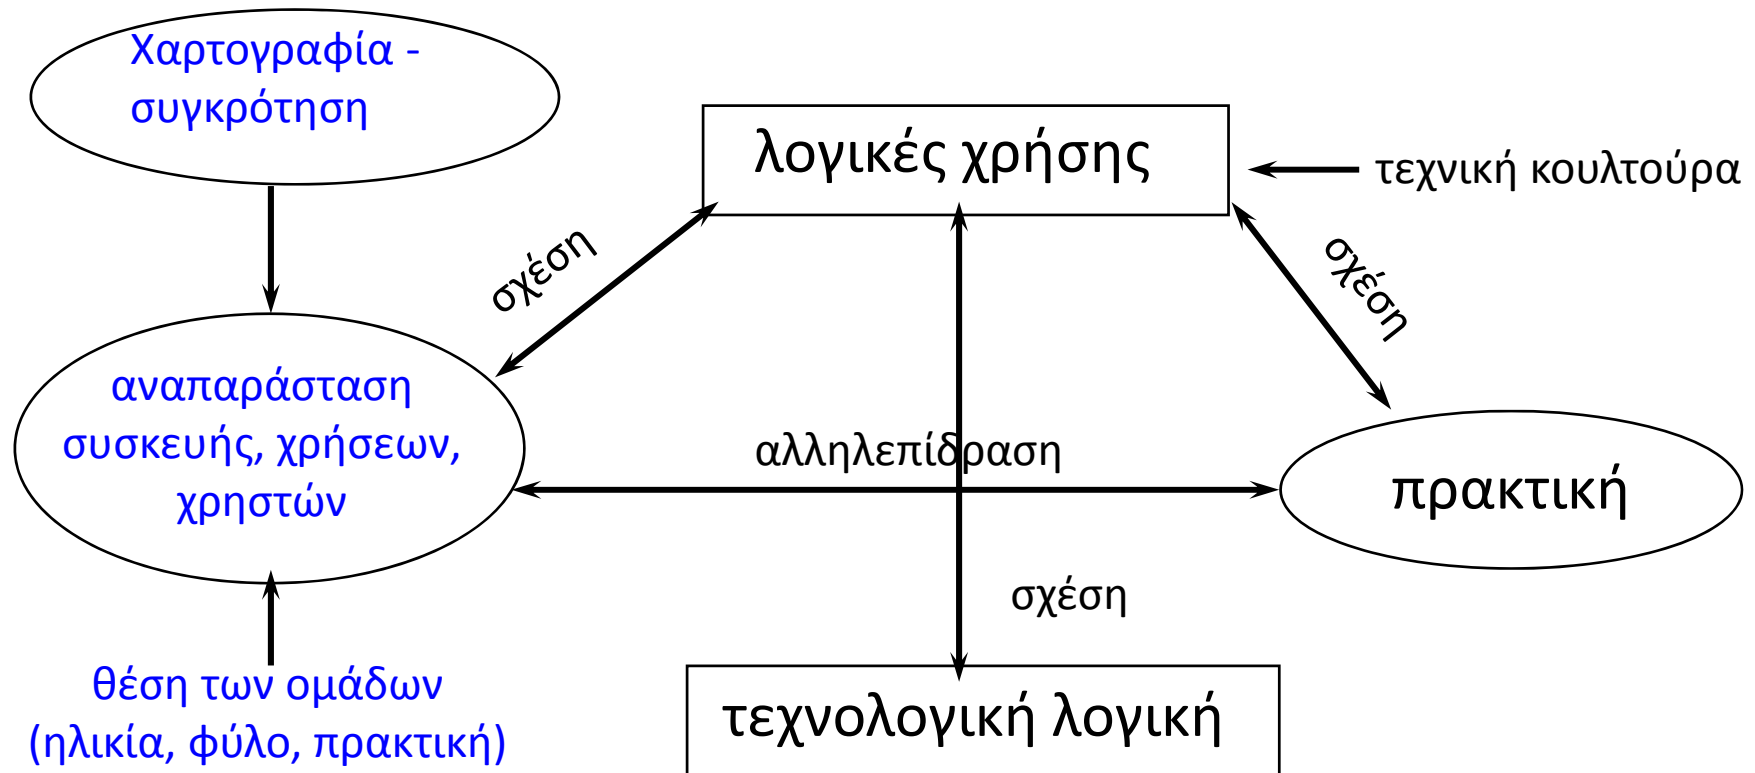 Χαρτογραφία -
συγκρότηση
λογικές χρήσης
τεχνική κουλτούρα
σχέση
σχέση
αναπαράσταση
συσκευής, χρήσεων,
χρηστών
αλληλεπίδραση
πρακτική
σχέση
θέση των ομάδων
(ηλικία, φύλο, πρακτική)
τεχνολογική λογική